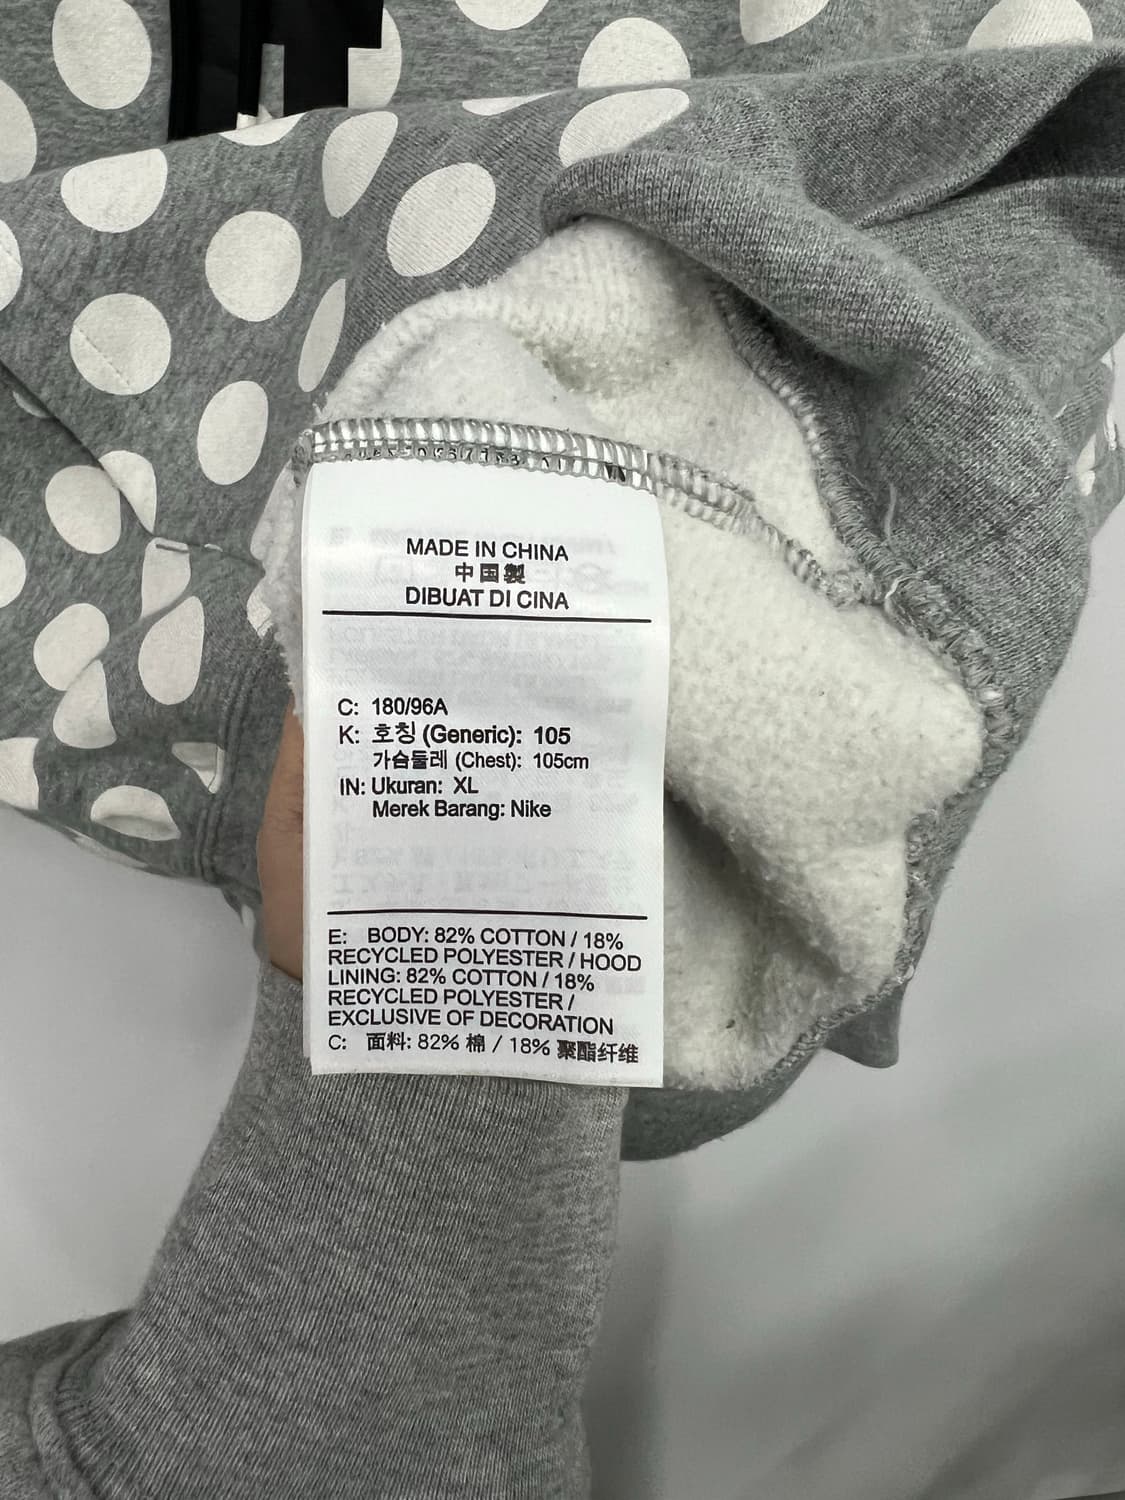 MADE IN CHINA
中国製
DIBUAT DI CINA
C: 180/96A
K: 호칭 (Generic): 105
가슴둘레 (Chest): 105cm
IN: Ukuran: XL
Merek Barang: Nike
E: BODY: 82% COTTON / 18%
RECYCLED POLYESTER / HOOD
LINING: 82% COTTON / 18%
RECYCLED POLYESTER /
EXCLUSIVE OF DECORATION
C: 面料: 82% 棉 / 18% 聚酯纤维